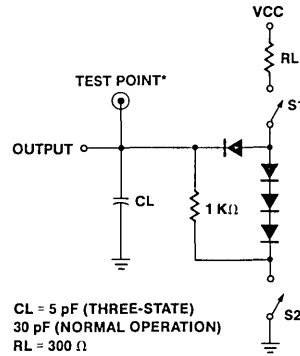 VCC
RL
TEST POINT*
S1
OUTPUT
CL
1 KΩ
S2
CL = 5 pF (THREE-STATE)
30 pF (NORMAL OPERATION)
RL = 300 Ω